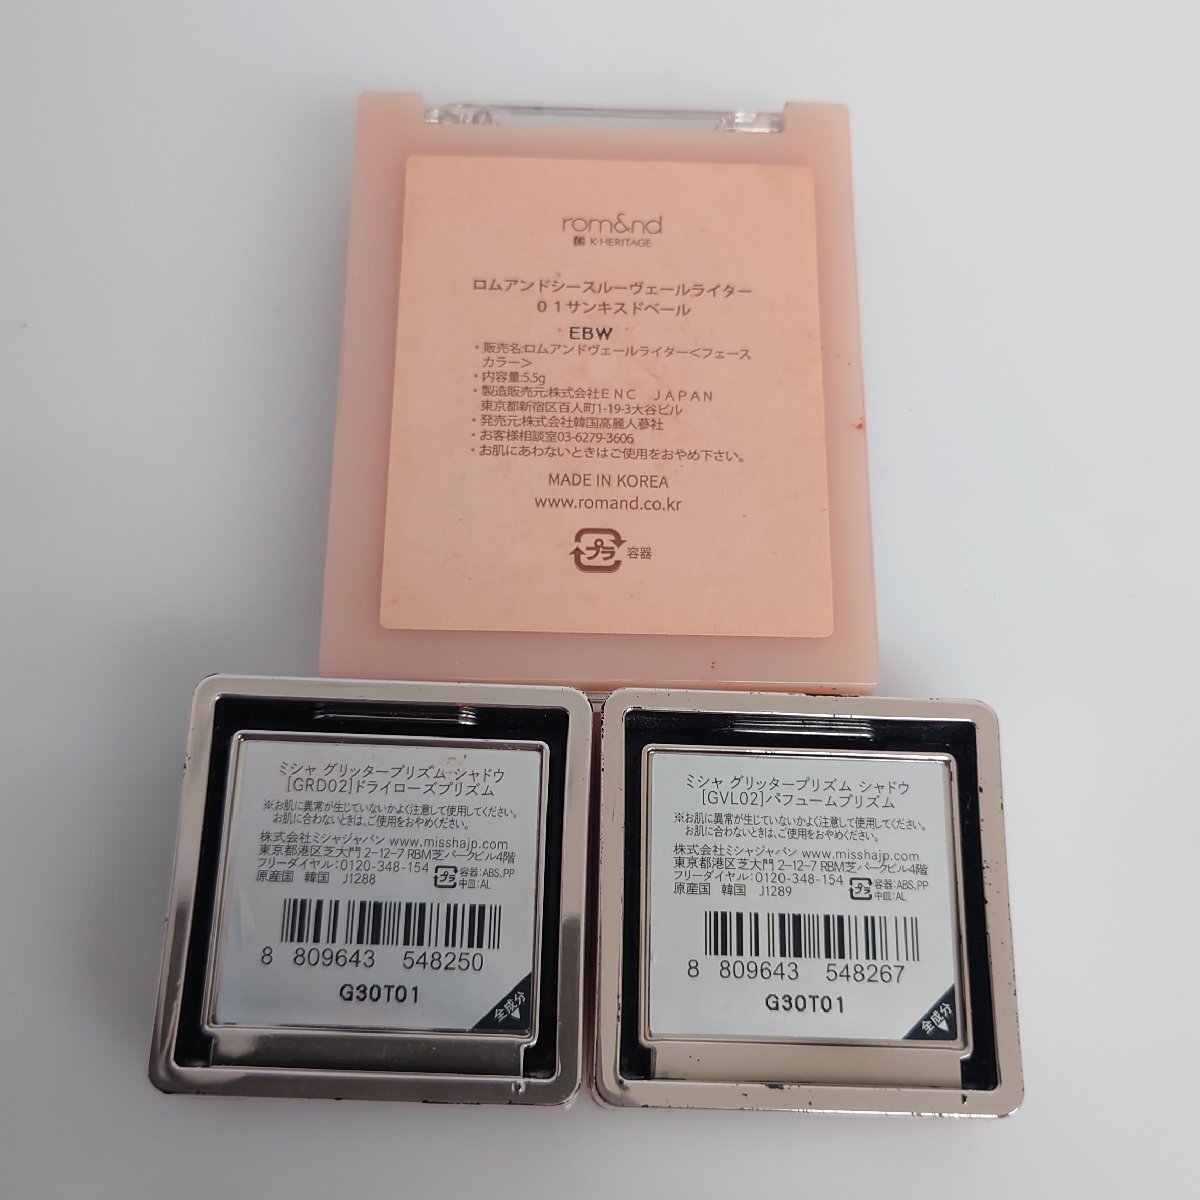 rom&nd
K·HERITAGE
ロムアンドシースルーヴェールライター
01サンキスドベール
EBW
・販売名:ロムアンドヴェールライター<フェース
カラー>
・内容量:5.5g
・製造販売元:株式会社ENC JAPAN
東京都新宿区百人町1-19-3大谷ビル
・発売元:株式会社韓国高麗人蔘社
・お客様相談室03-6279-3606
・お肌にあわないときはご使用をおやめ下さい。
MADE IN KOREA
www.romand.co.kr
プラ 容器
ミシャ グリッタープリズム シャドウ
[GRD02]ドライローズプリズム
※お肌に異常が生じていないかよく注意して使用してください。
お肌に合わないときは、ご使用をおやめください。
株式会社ミシャジャパン www.misshajp.com
東京都港区芝大門 2-12-7 RBM芝パークビル4階
フリーダイヤル:0120-348-154
プラ 容器:ABS,PP
中皿:AL
原産国 韓国 J1288
8 809643 548250
G30T01
全成分
ミシャ グリッタープリズム シャドウ
[GVL02]パフュームプリズム
※お肌に異常が生じていないかよく注意して使用してください。
お肌に合わないときは、ご使用をおやめください。
株式会社ミシャジャパン www.misshajp.com
東京都港区芝大門 2-12-7 RBM芝パークビル4階
フリーダイヤル:0120-348-154
プラ 容器:ABS,PP
中皿:AL
原産国 韓国 J1289
8 809643 548267
G30T01
全成分